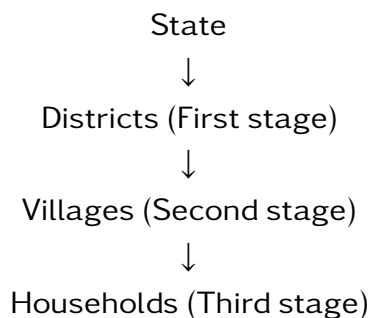 State
↓
Districts (First stage)
↓
Villages (Second stage)
↓
Households (Third stage)